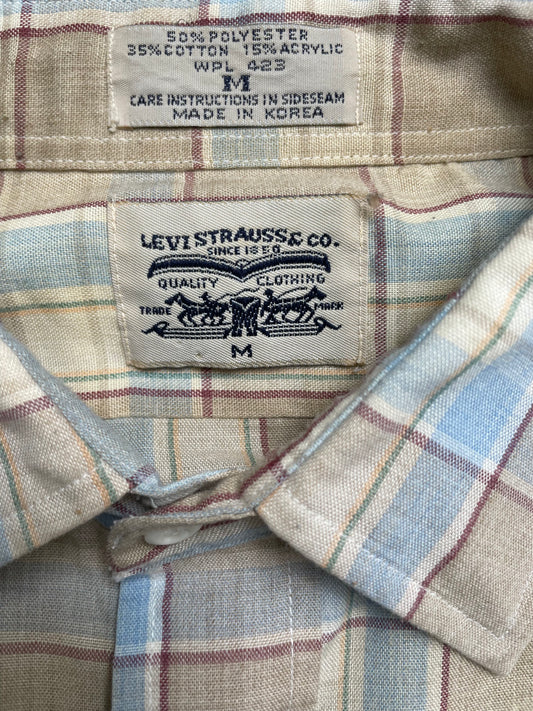 50% POLYESTER
35% COTTON 15% ACRYLIC
WPL 423
M
CARE INSTRUCTIONS IN SIDESEAM
MADE IN KOREA
LEVI STRAUSS & CO.
SINCE 1850
QUALITY CLOTHING
TRADE MARK
M